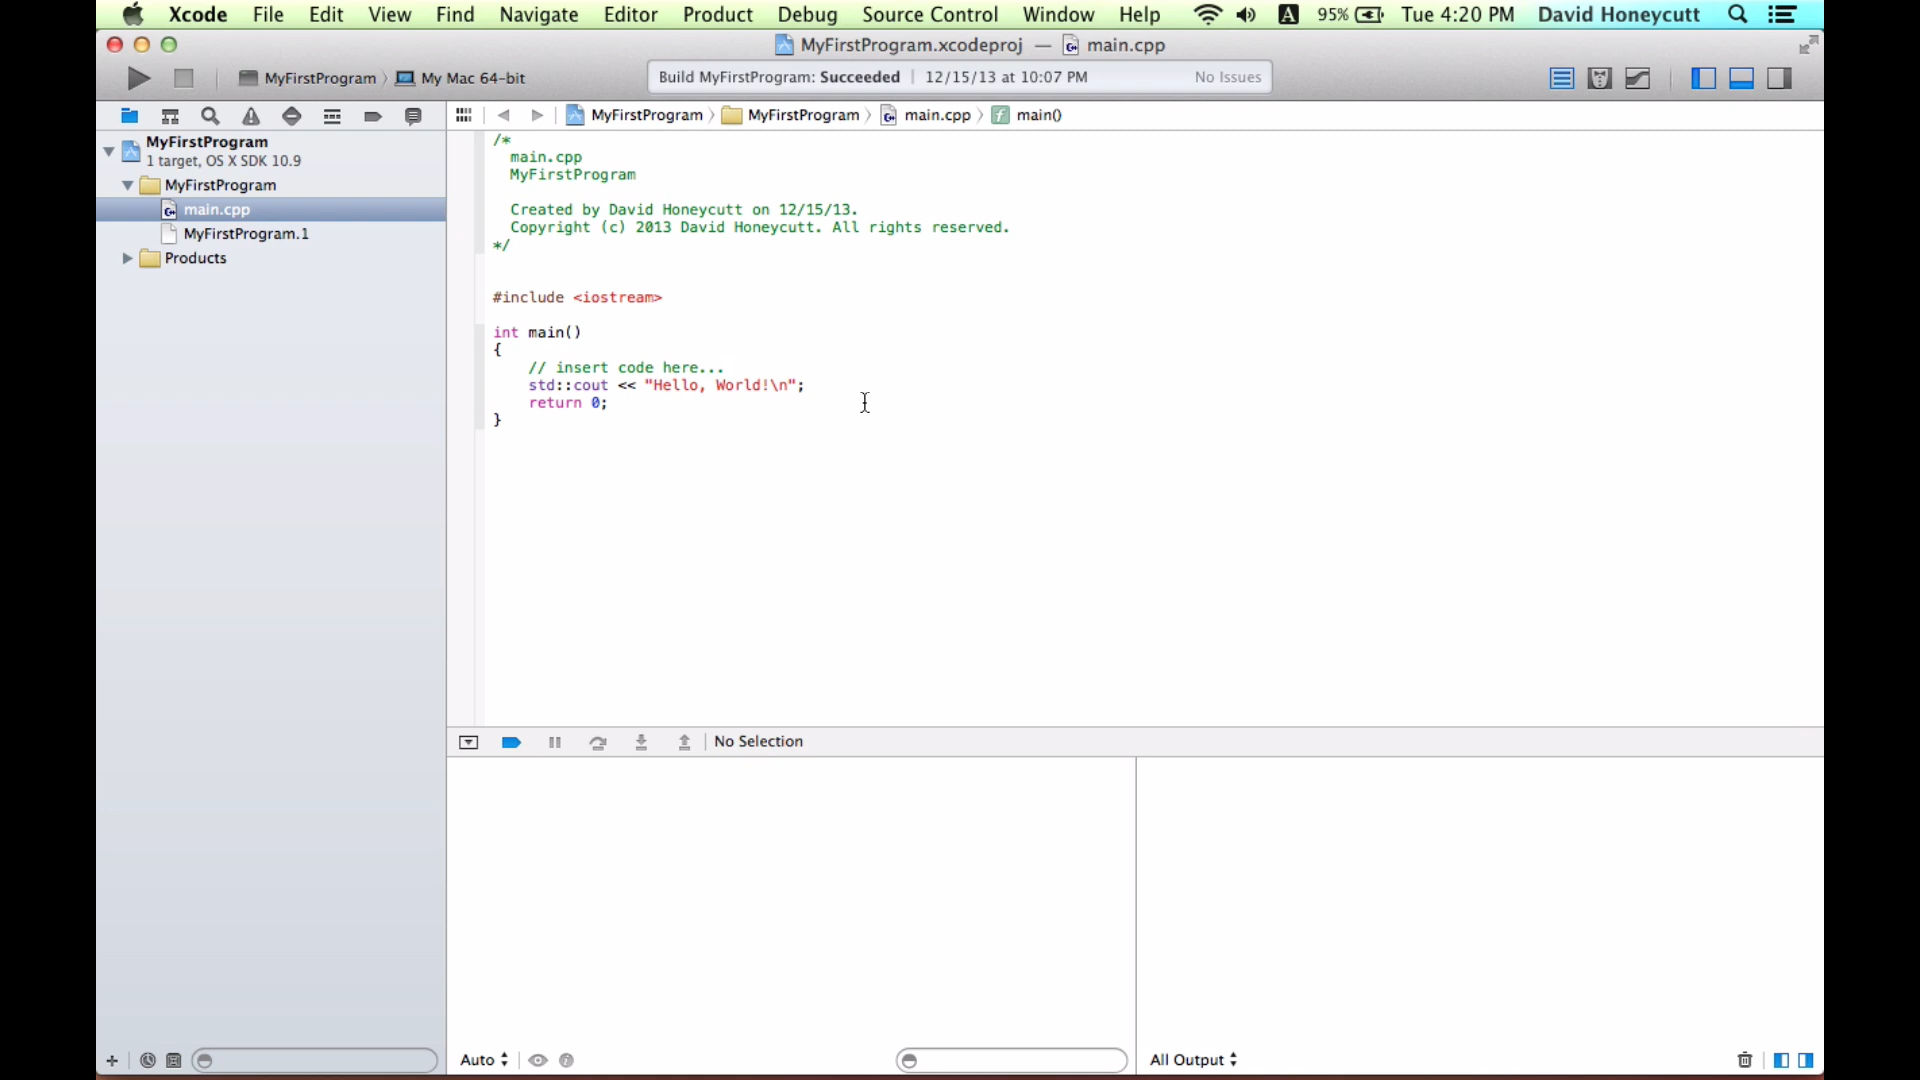 Xcode File Edit View Find Navigate Editor Product Debug Source Control Window Help A 95% Tue 4:20 PM David Honeycutt
MyFirstProgram.xcodeproj — main.cpp
MyFirstProgram My Mac 64-bit
Build MyFirstProgram: Succeeded | 12/15/13 at 10:07 PM No Issues
MyFirstProgram MyFirstProgram main.cpp f main()
MyFirstProgram
1 target, OS X SDK 10.9
MyFirstProgram
main.cpp
MyFirstProgram.1
Products
/*
main.cpp
MyFirstProgram
Created by David Honeycutt on 12/15/13.
Copyright (c) 2013 David Honeycutt. All rights reserved.
*/
#include <iostream>
int main()
{
// insert code here...
std::cout << "Hello, World!\n";
return 0;
}
No Selection
Auto
All Output